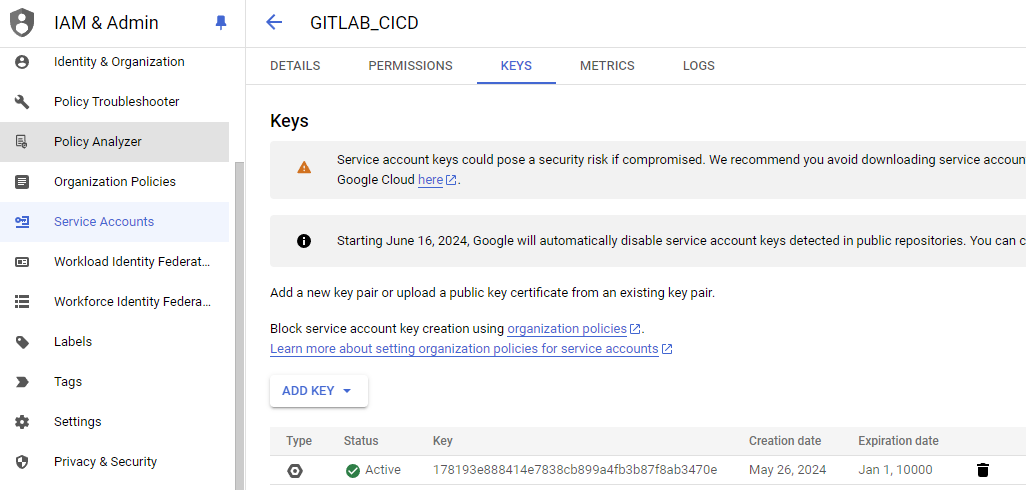 IAM & Admin
GITLAB_CICD
Identity & Organization
Policy Troubleshooter
Policy Analyzer
Organization Policies
Service Accounts
Workload Identity Federat...
Workforce Identity Federa...
Labels
Tags
Settings
Privacy & Security
DETAILS PERMISSIONS KEYS METRICS LOGS
Keys
Service account keys could pose a security risk if compromised. We recommend you avoid downloading service accoun
Google Cloud here.
Starting June 16, 2024, Google will automatically disable service account keys detected in public repositories. You can c
Add a new key pair or upload a public key certificate from an existing key pair.
Block service account key creation using organization policies.
Learn more about setting organization policies for service accounts
ADD KEY
Type Status Key Creation date Expiration date
Active 178193e888414e7838cb899a4fb3b87f8ab3470e May 26, 2024 Jan 1, 10000